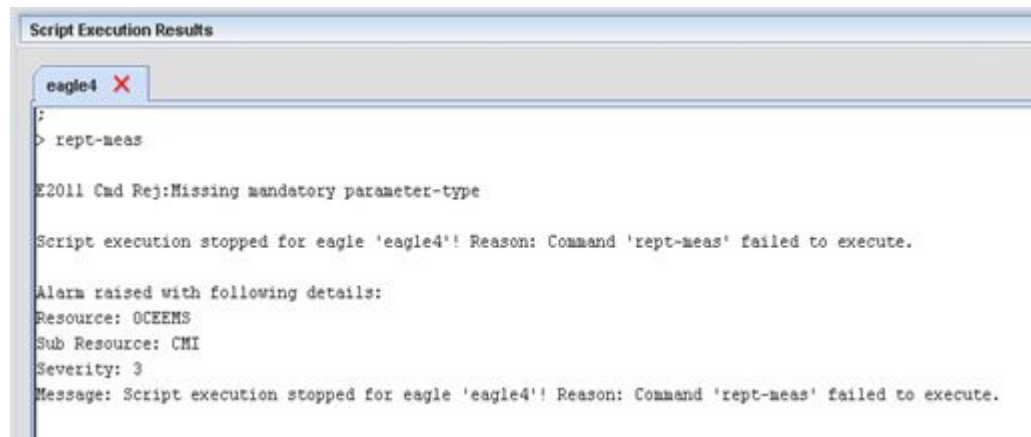 Script Execution Results
eagle4
;
> rept-meas
E2011 Cmd Rej:Missing mandatory parameter-type
Script execution stopped for eagle 'eagle4'! Reason: Command 'rept-meas' failed to execute.
Alarm raised with following details:
Resource: OCEEMS
Sub Resource: CMI
Severity: 3
Message: Script execution stopped for eagle 'eagle4'! Reason: Command 'rept-meas' failed to execute.